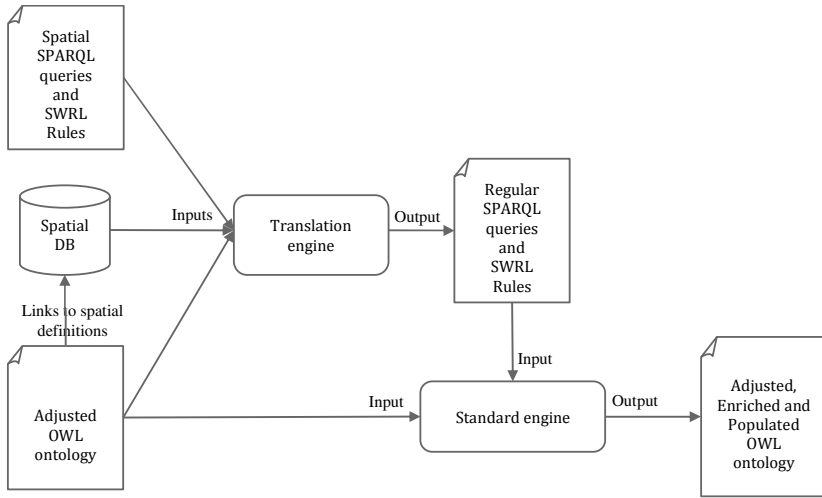 Spatial
SPARQL
queries
and
SWRL
Rules
Spatial
DB
Inputs
Translation
engine
Output
Regular
SPARQL
queries
and
SWRL
Rules
Links to spatial
definitions
Input
Adjusted
OWL
ontology
Input
Standard engine
Output
Adjusted,
Enriched and
Populated
OWL
ontology